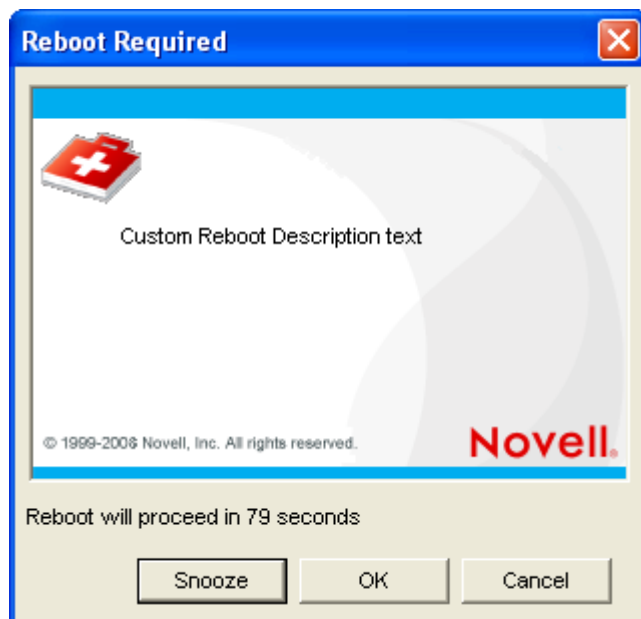 Reboot Required
Custom Reboot Description text
© 1999-2008 Novell, Inc. All rights reserved.
Novell.
Reboot will proceed in 79 seconds
Snooze
OK
Cancel